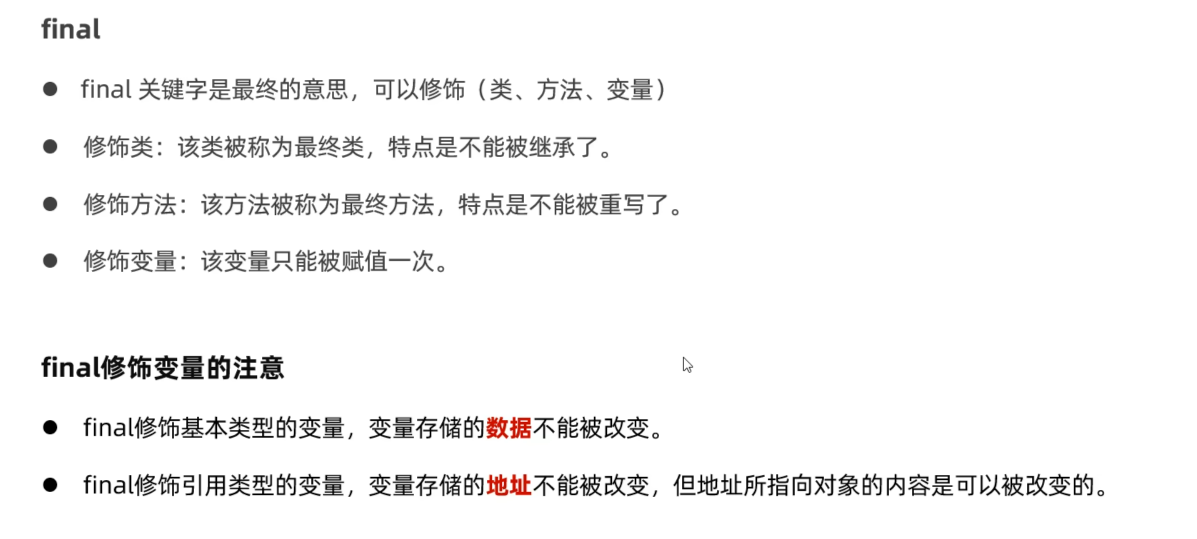 final
● final 关键字是最终的意思，可以修饰（类、方法、变量）
● 修饰类：该类被称为最终类，特点是不能被继承了。
● 修饰方法：该方法被称为最终方法，特点是不能被重写了。
● 修饰变量：该变量只能被赋值一次。
final修饰变量的注意
● final修饰基本类型的变量，变量存储的数据不能被改变。
● final修饰引用类型的变量，变量存储的地址不能被改变，但地址所指向对象的内容是可以被改变的。